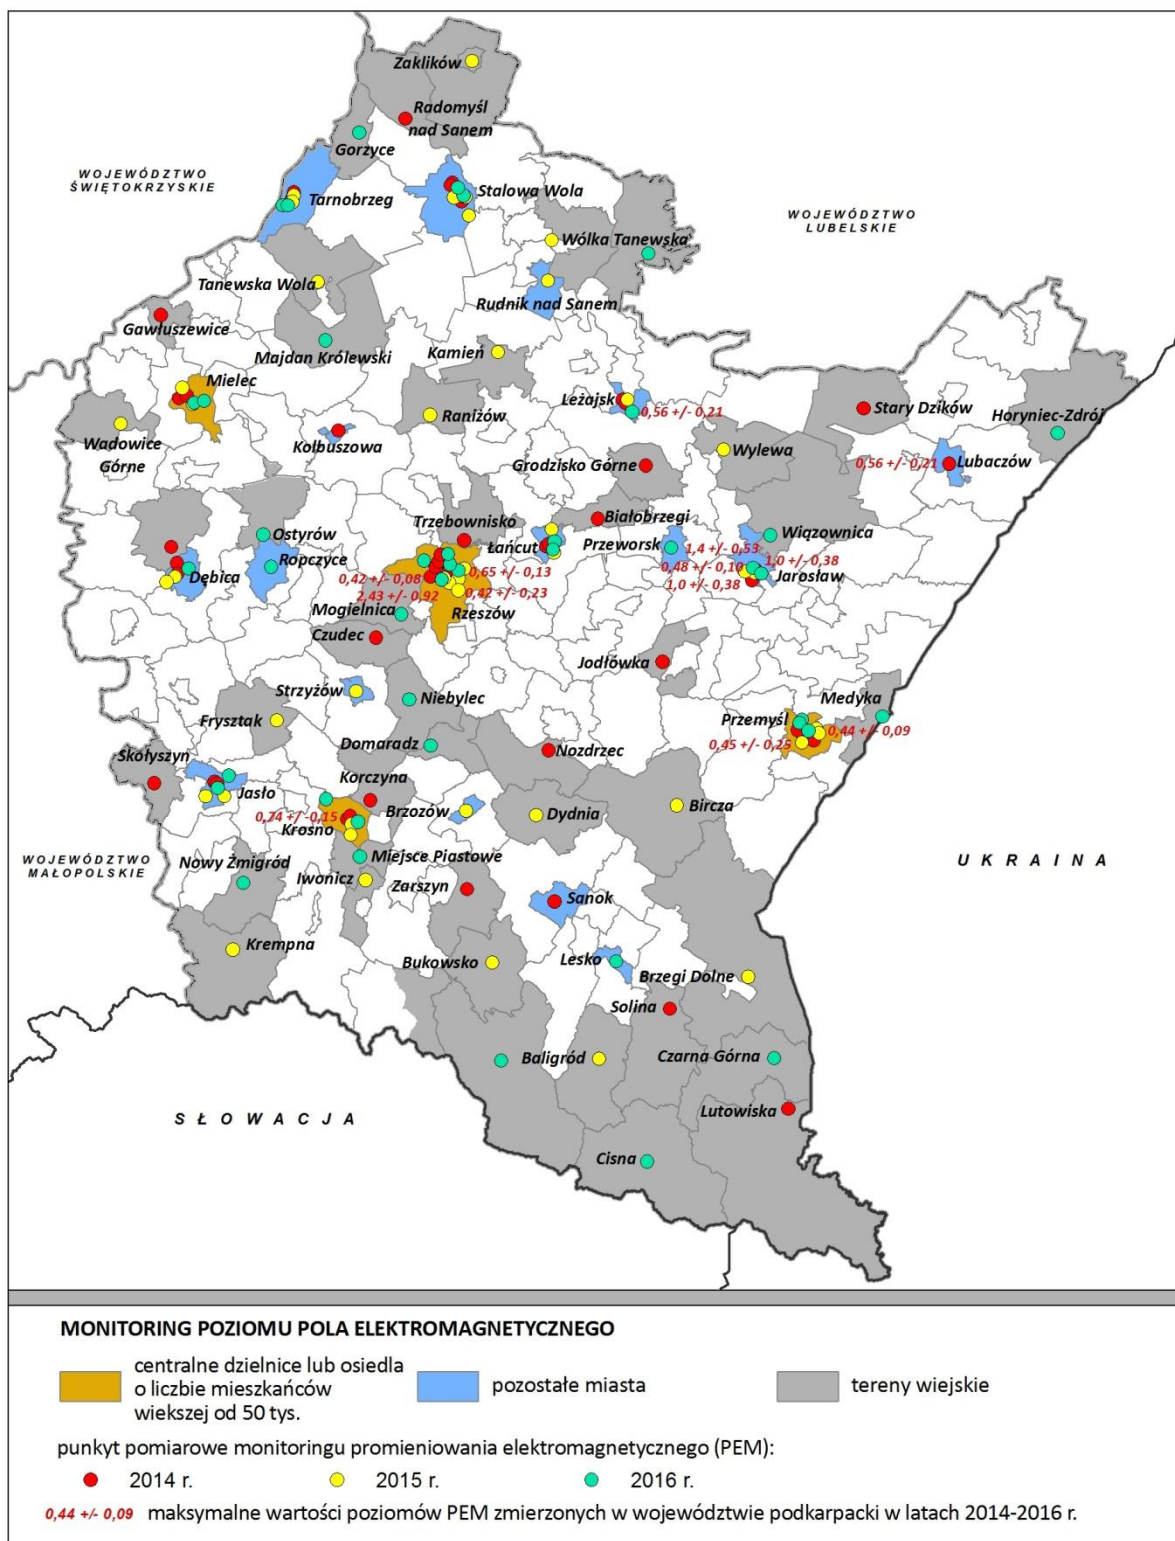 Zaklików
Radomyśl
nad Sanem
Gorzyce
WOJEWÓDZTWO
ŚWIĘTOKRZYSKIE
Tarnobrzeg
Stalowa Wola
WOJEWÓDZTWO
LUBELSKIE
Wólka Tanewska
Tanewska Wola
Rudnik nad Sanem
Gawłuszewice
Majdan Królewski
Kamień
Mielec
Leżajsk
0,56 +/- 0,21
Stary Dzików
Horyniec-Zdrój
Raniżów
Wadowice
Górne
Kolbuszowa
Wylewa
Grodzisko Górne
0,56 +/- 0,21
Lubaczów
Trzebownisko
Białobrzegi
Ostyrów
Łańcut
Przeworsk
Wiązownica
1,4 +/- 0,53
Ropczyce
0,48 +/- 0,10
1,0 +/- 0,38
Dębica
0,42 +/- 0,08
0,65 +/- 0,13
1,0 +/- 0,38
Jarosław
2,43 +/- 0,92
0,42 +/- 0,23
Mogielnica
Rzeszów
Czudec
Jodłówka
Strzyżów
Niebylec
Medyka
Frysztak
Przemyśl
0,44 +/- 0,09
Domaradz
Nozdrzec
0,45 +/- 0,25
Skołyszyn
Korczyna
Jasło
Brzozów
Dydnia
Bircza
0,74 +/-0,15
Krosno
WOJEWÓDZTWO
MAŁOPOLSKIE
Nowy Żmigród
Miejsce Piastowe
UKRAINA
Iwonicz
Zarszyn
Sanok
Krempna
Bukowsko
Lesko
Brzegi Dolne
Solina
Baligród
Czarna Górna
SŁOWACJA
Lutowiska
Cisna
MONITORING POZIOMU POLA ELEKTROMAGNETYCZNEGO
centralne dzielnice lub osiedla
o liczbie mieszkańców
wiekszej od 50 tys.
pozostałe miasta
tereny wiejskie
punkyt pomiarowe monitoringu promieniowania elektromagnetycznego (PEM):
2014 r.
2015 r.
2016 r.
0,44 +/- 0,09 maksymalne wartości poziomów PEM zmierzonych w województwie podkarpacki w latach 2014-2016 r.